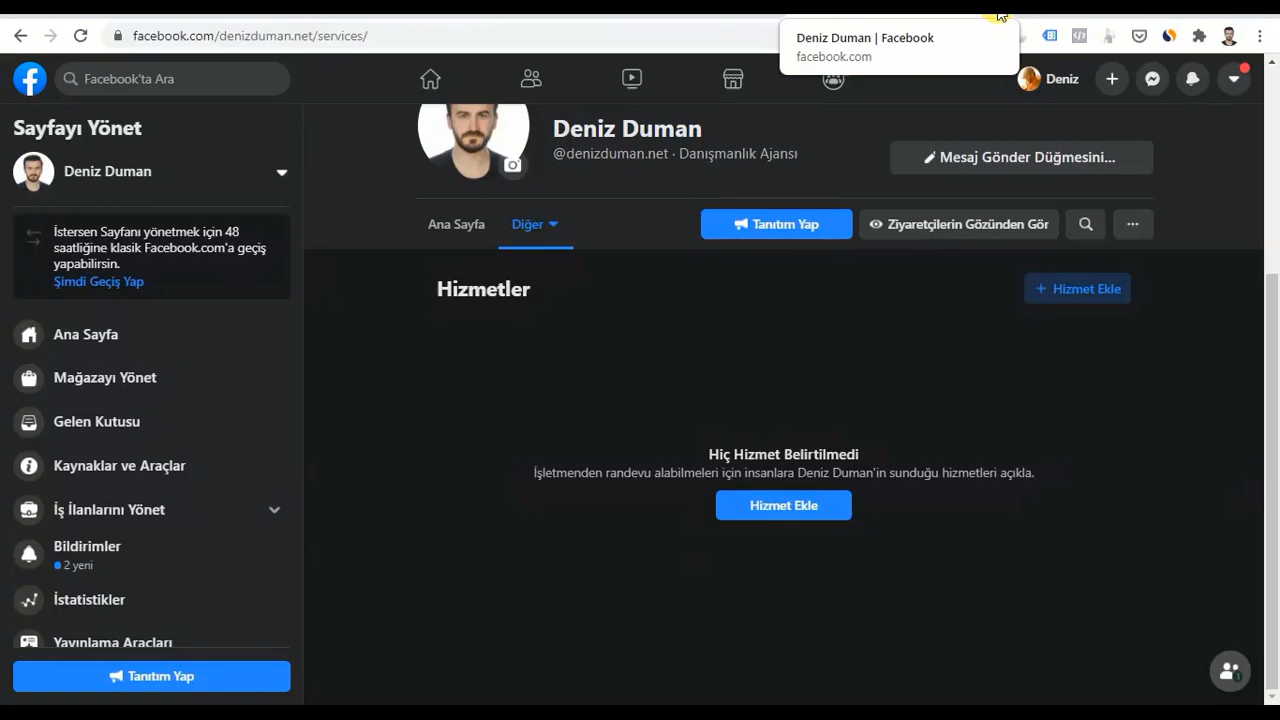 facebook.com/denizduman.net/services/
Deniz Duman | Facebook
facebook.com
Facebook'ta Ara
Deniz
Sayfayı Yönet
Deniz Duman
İstersen Sayfanı yönetmek için 48
saatliğine klasik Facebook.com'a geçiş
yapabilirsin.
Şimdi Geçiş Yap
Ana Sayfa
Mağazayı Yönet
Gelen Kutusu
Kaynaklar ve Araçlar
İş İlanlarını Yönet
Bildirimler
2 yeni
İstatistikler
Yayınlama Araçları
Tanıtım Yap
Deniz Duman
@denizduman.net · Danışmanlık Ajansı
Mesaj Gönder Düğmesini...
Ana Sayfa
Diğer
Tanıtım Yap
Ziyaretçilerin Gözünden Gör
Hizmetler
+ Hizmet Ekle
Hiç Hizmet Belirtilmedi
İşletmenden randevu alabilmeleri için insanlara Deniz Duman'in sunduğu hizmetleri açıkla.
Hizmet Ekle
1